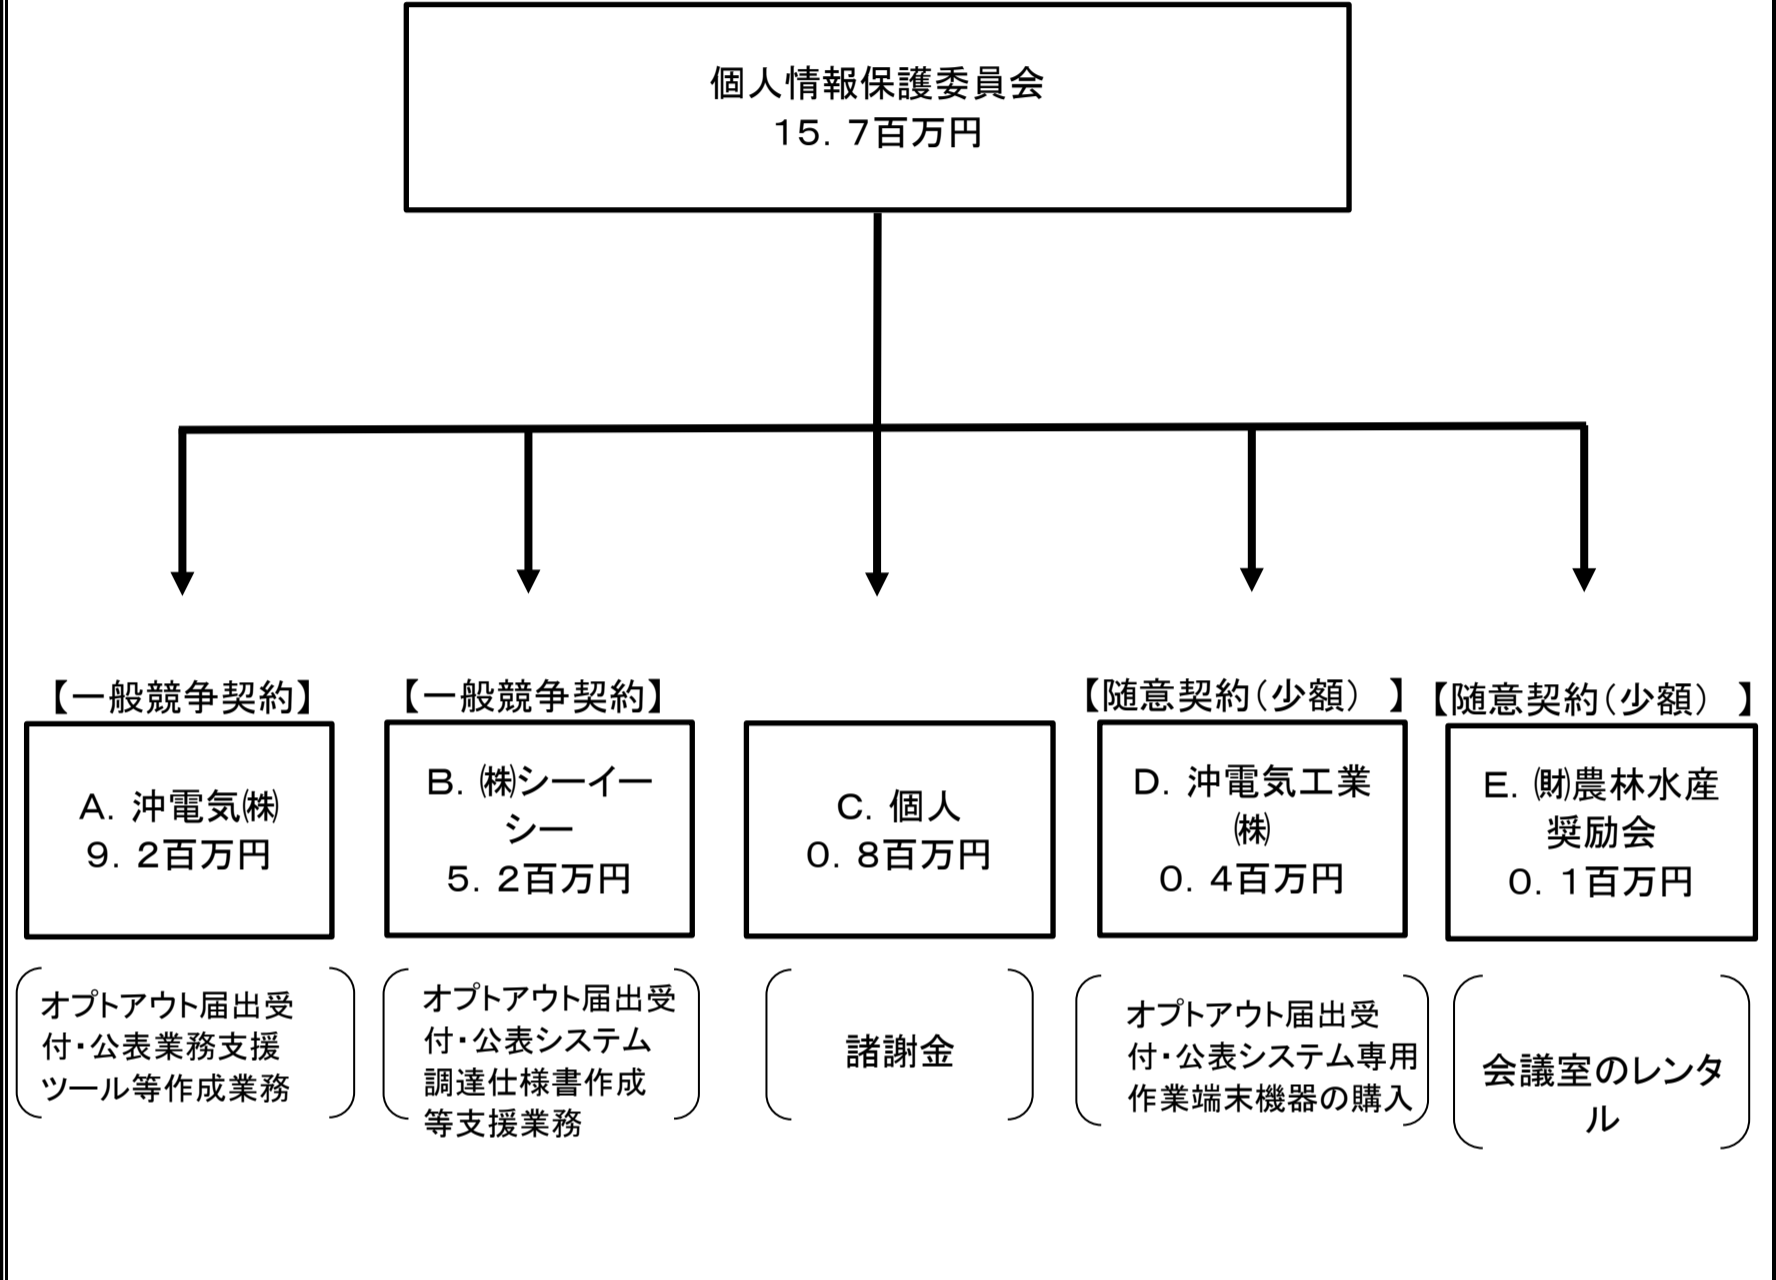 個人情報保護委員会
１５．７百万円
【一般競争契約】
【一般競争契約】
【随意契約（少額） 】
【随意契約（少額） 】
A．沖電気㈱
９．２百万円
B．㈱シーイー
シー
５．２百万円
C．個人
０．８百万円
D．沖電気工業
㈱
０．４百万円
E．㈶農林水産
奨励会
０．１百万円
オプトアウト届出受
付・公表業務支援
ツール等作成業務
オプトアウト届出受
付・公表システム
調達仕様書作成
等支援業務
諸謝金
オプトアウト届出受
付・公表システム専用
作業端末機器の購入
会議室のレンタ
ル